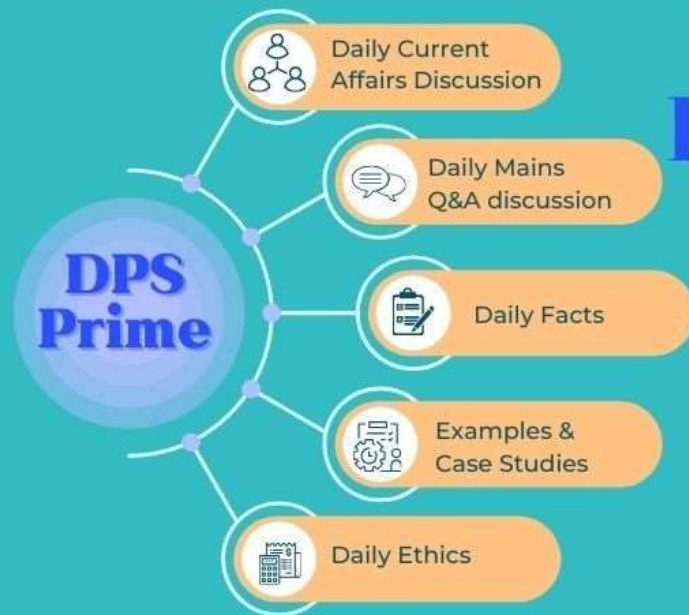 Daily Current
Affairs Discussion
Daily Mains
Q&A discussion
DPS
Prime
Daily Facts
Examples &
Case Studies
Daily Ethics